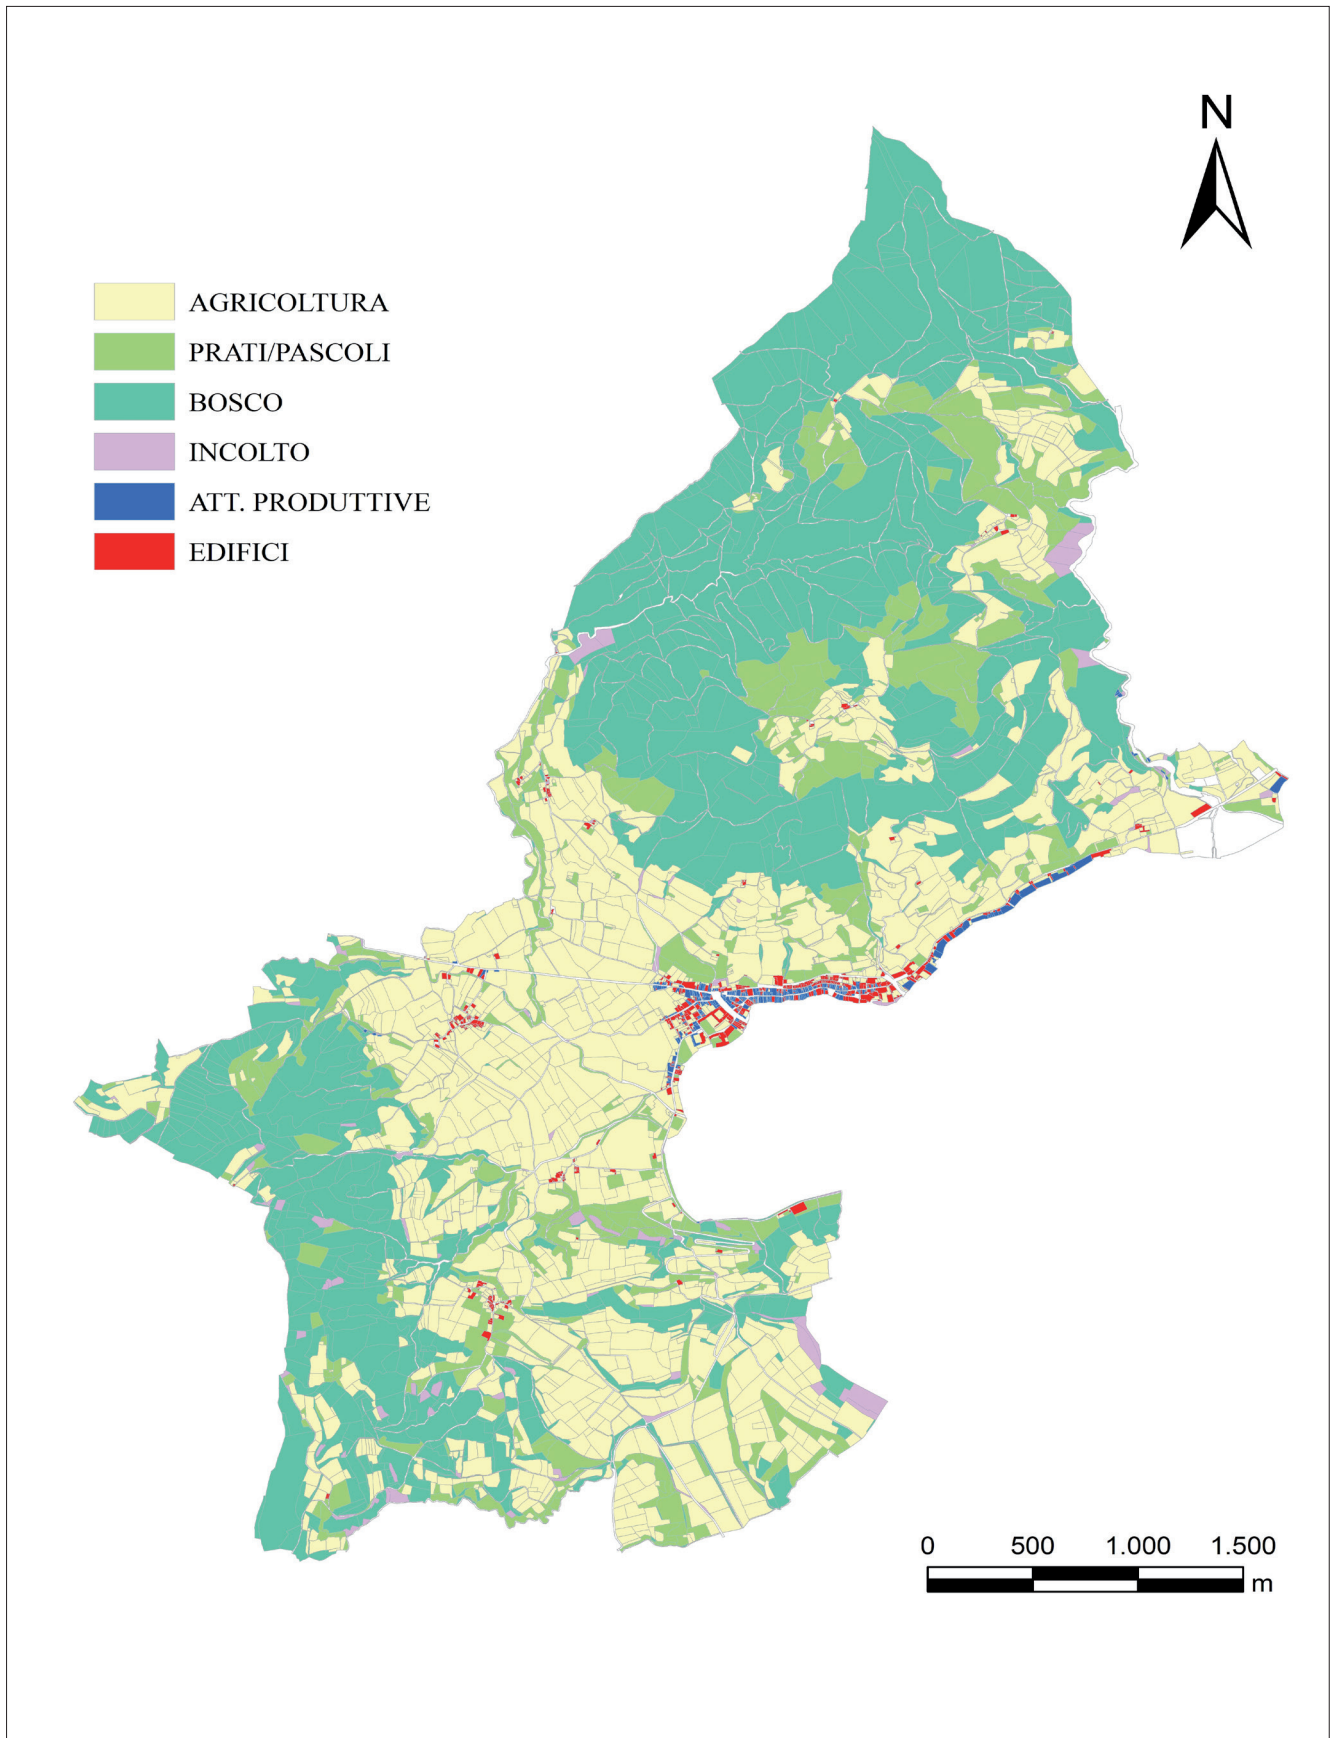 N
AGRICOLTURA
PRATI/PASCOLI
BOSCO
INCOLTO
ATT. PRODUTTIVE
EDIFICI
0 500 1.000 1.500
m